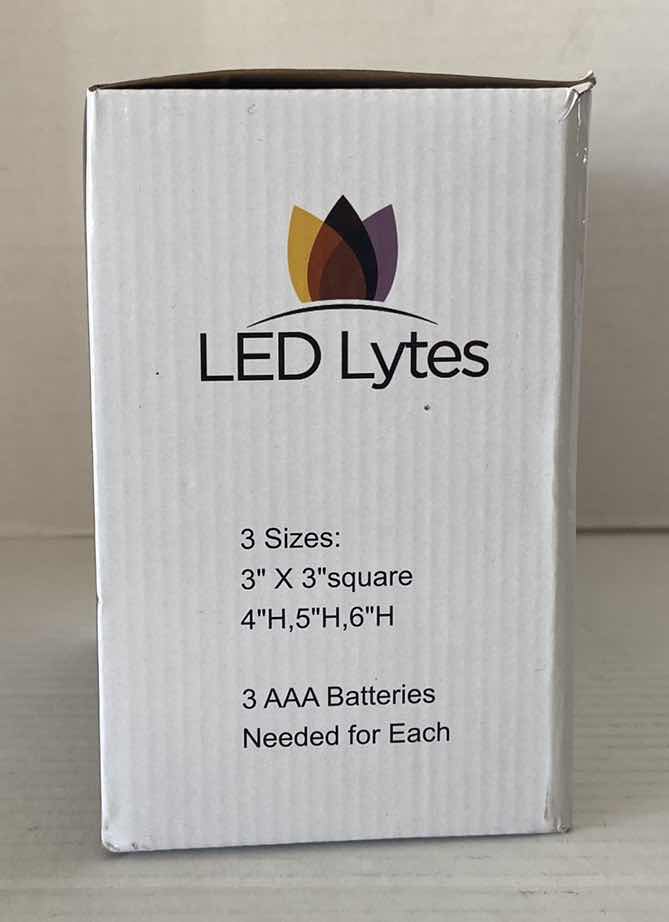 LED Lytes
3 Sizes:
3" X 3"square
4"H,5"H,6"H
3 AAA Batteries
Needed for Each